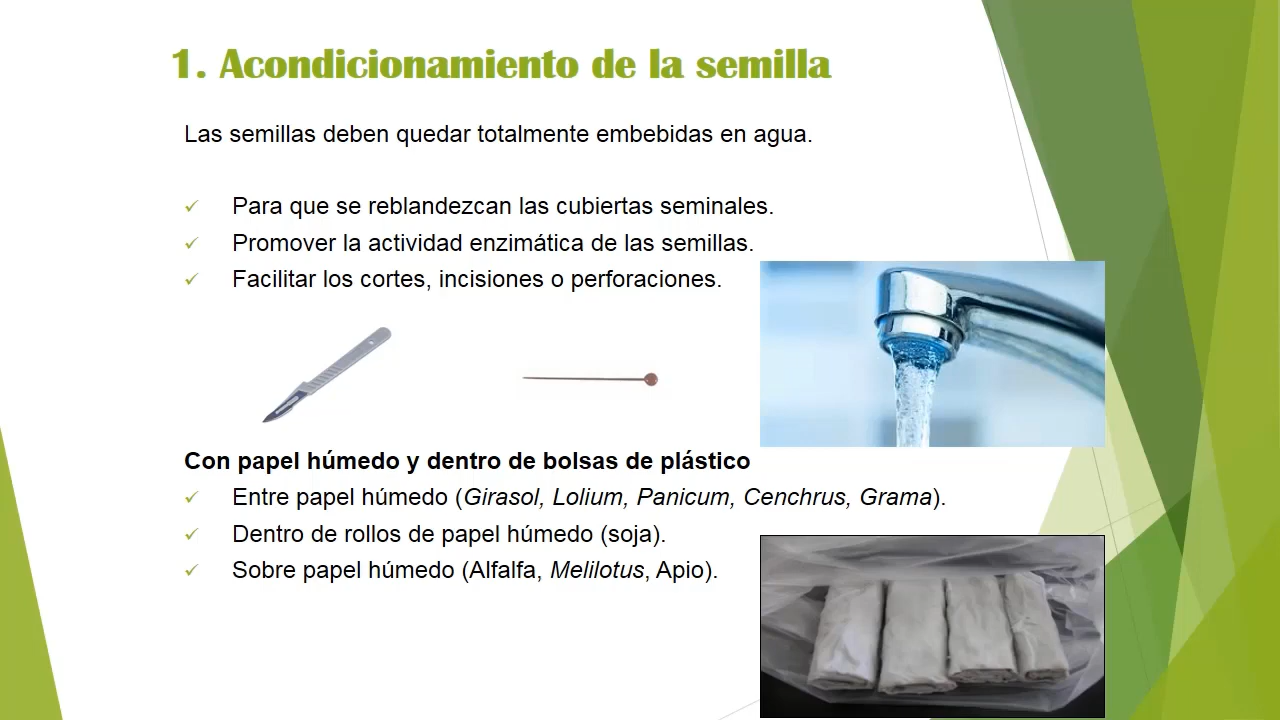 1. Acondicionamiento de la semilla
Las semillas deben quedar totalmente embebidas en agua.
✓ Para que se reblandezcan las cubiertas seminales.
✓ Promover la actividad enzimática de las semillas.
✓ Facilitar los cortes, incisiones o perforaciones.
Con papel húmedo y dentro de bolsas de plástico
✓ Entre papel húmedo (Girasol, Lolium, Panicum, Cenchrus, Grama).
✓ Dentro de rollos de papel húmedo (soja).
✓ Sobre papel húmedo (Alfalfa, Melilotus, Apio).